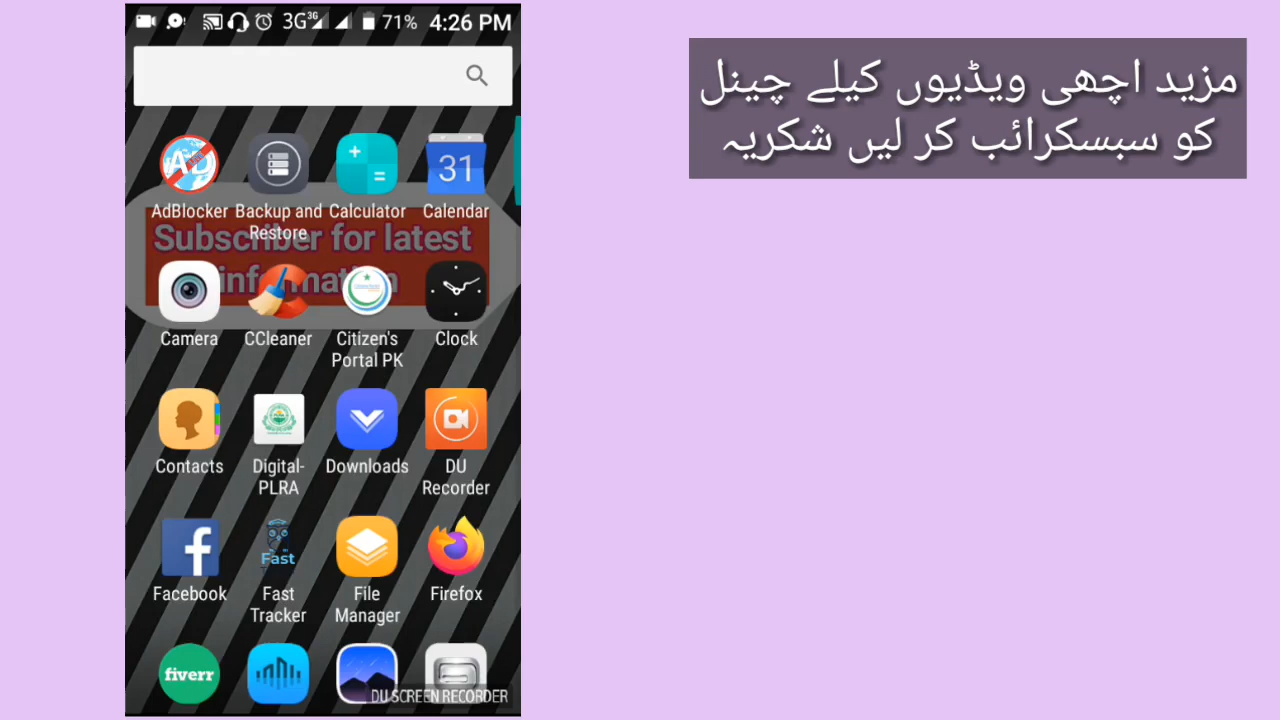 3G 3G 71% 4:26 PM
AD
31
AdBlocker Backup and Restore Calculator Calendar
Subscriber for latest
information
Camera CCleaner Citizen's Portal PK Clock
Contacts Digital-PLRA Downloads DU Recorder
Fast
Facebook Fast Tracker File Manager Firefox
fiverr
DU SCREEN RECORDER
مزید اچھی ویڈیوں کیلے چینل
کو سبسکرائب کر لیں شکریہ